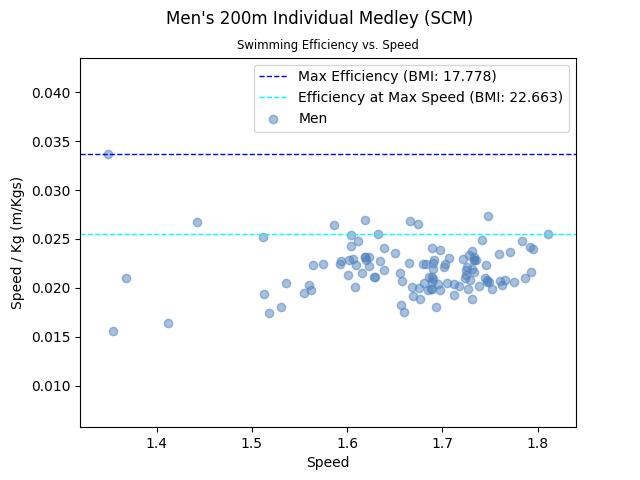 Men's 200m Individual Medley (SCM)
Swimming Efficiency vs. Speed
Max Efficiency (BMI: 17.778)
Efficiency at Max Speed (BMI: 22.663)
Men
Speed / Kg (m/Kgs)
0.040
0.035
0.030
0.025
0.020
0.015
0.010
1.4 1.5 1.6 1.7 1.8
Speed